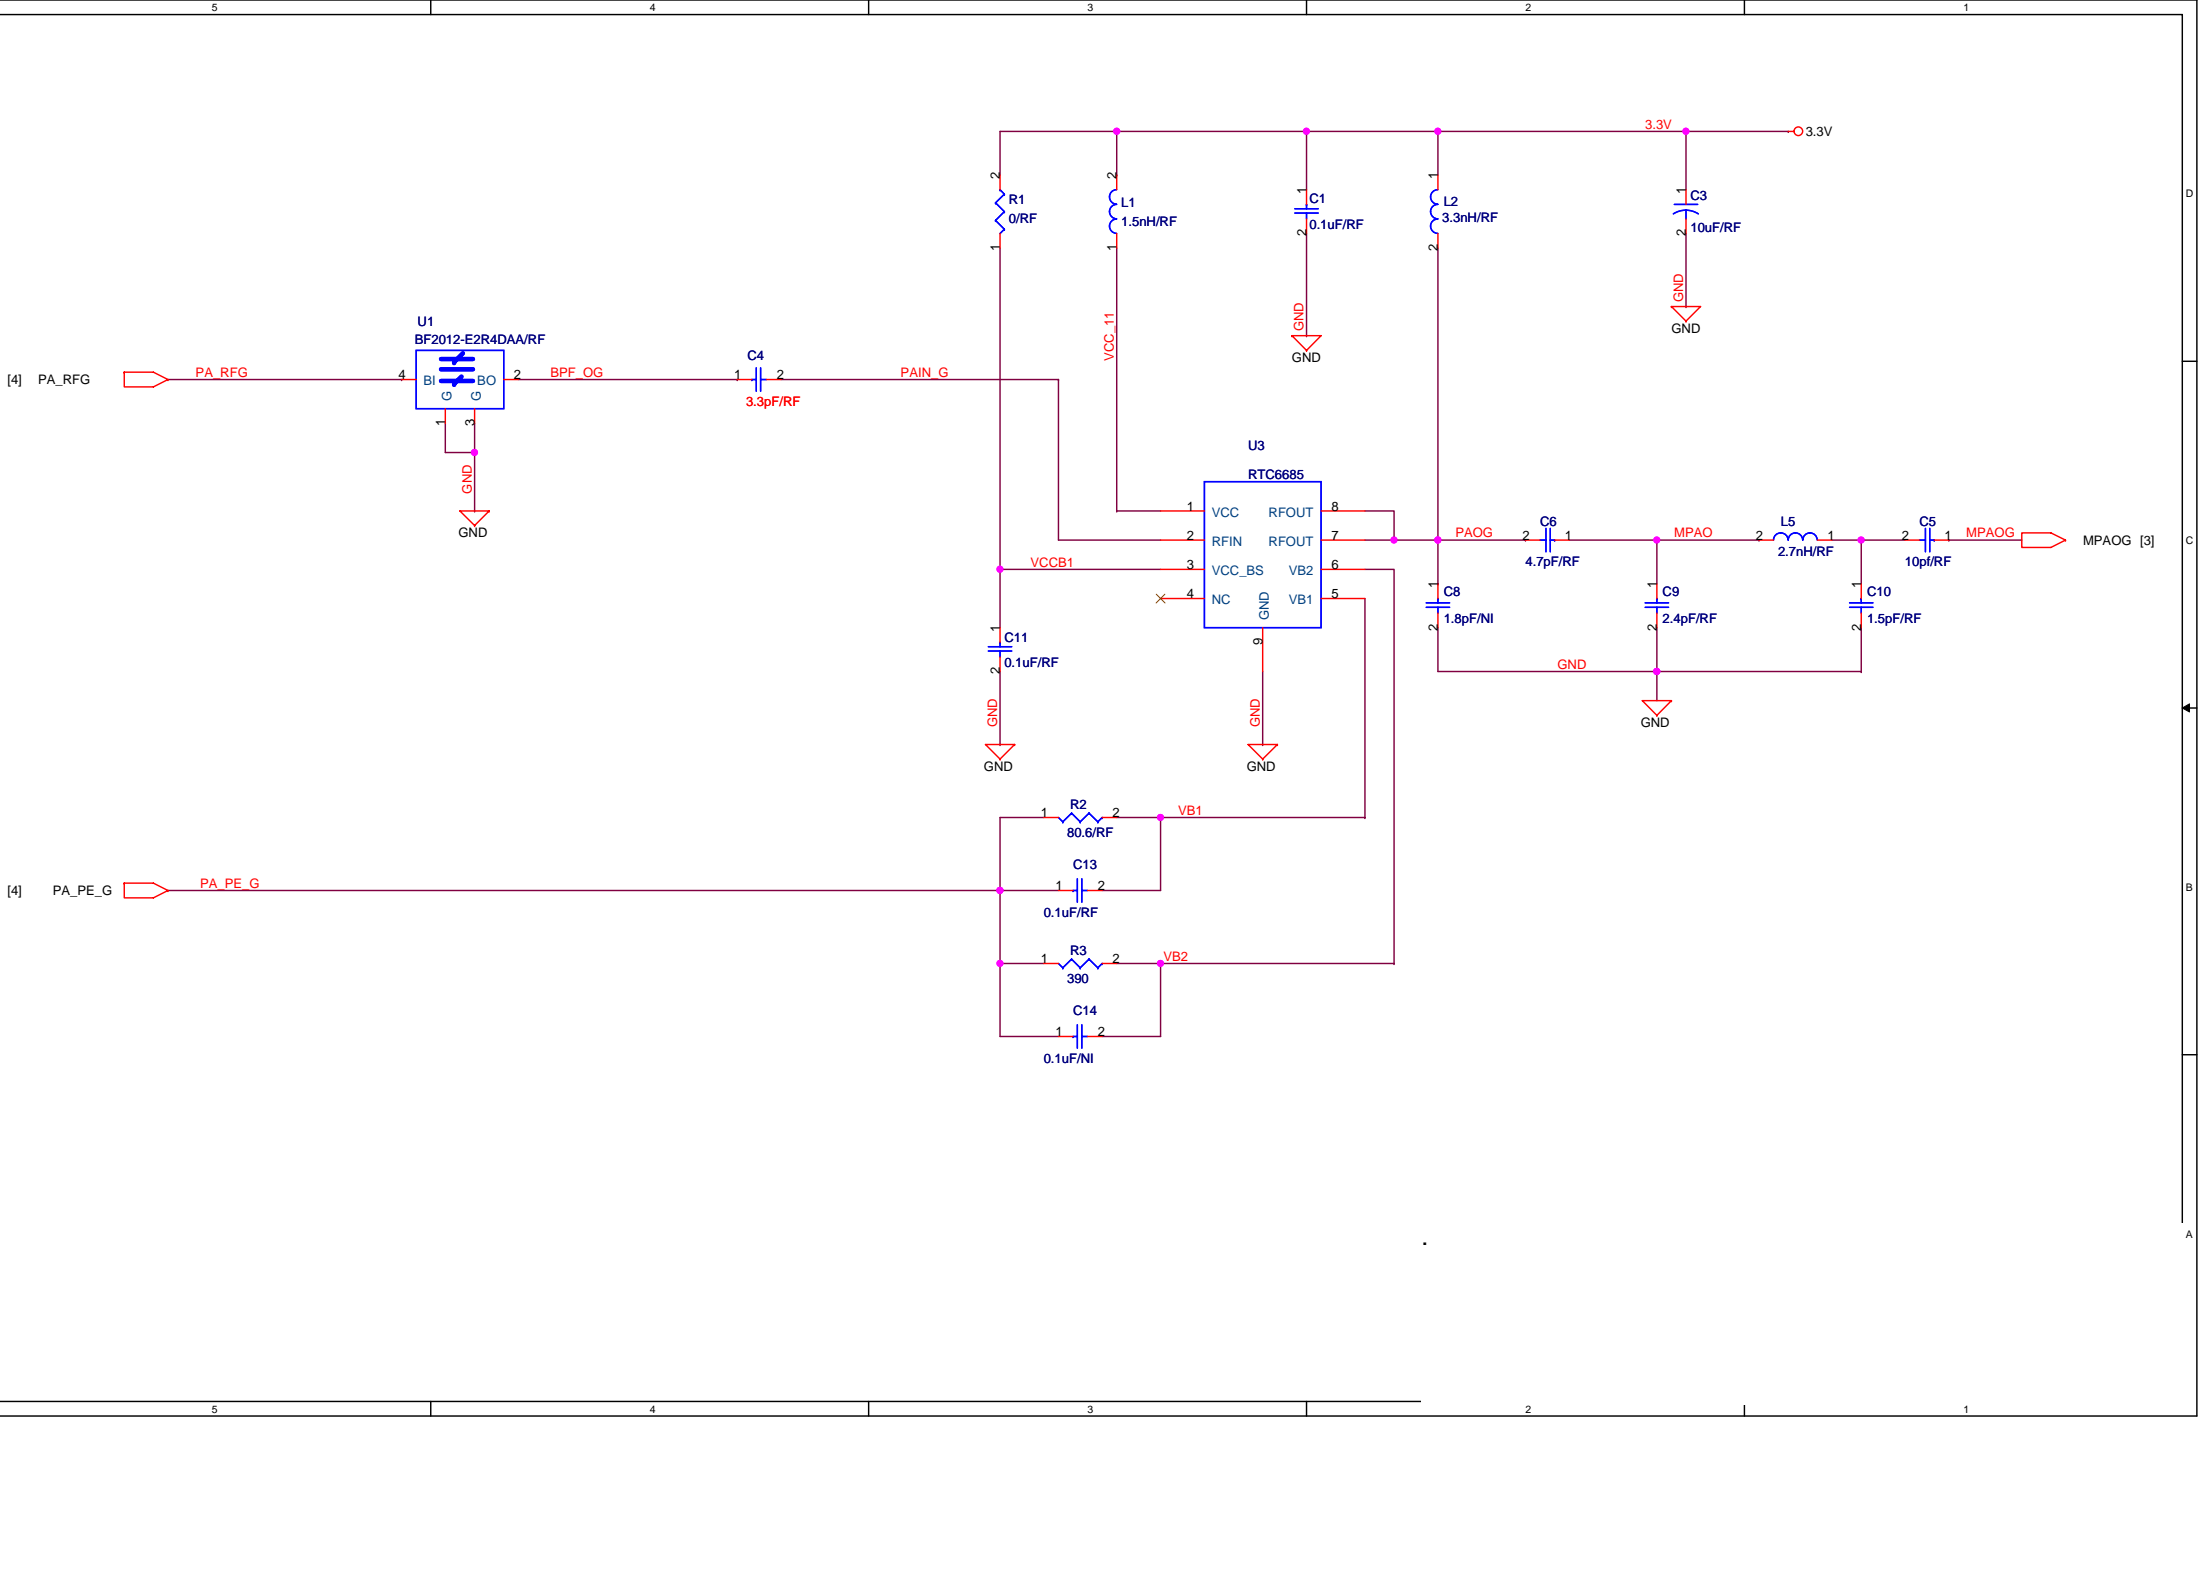 5 4 3 2 1
3.3V 3.3V
2 2 1 1 1
R1 L1 C1 L2 C3
0/RF 1.5nH/RF 0.1uF/RF 3.3nH/RF 10uF/RF
1 1 2 2 2
D
GND
GND
GND
GND
VCC_11
U1
BF2012-E2R4DAA/RF
[4] PA_RFG PA_RFG 4 BI BO 2 BPF_OG 1 C4 2 PAIN_G
3.3pF/RF
G G
1 3
GND
GND
U3
RTC6685
1 VCC RFOUT 8
2 RFIN RFOUT 7
VCCB1 3 VCC_BS VB2 6
4 NC GND VB1 5
9
GND
GND
PAOG 2 C6 1 MPAO 2 L5 1 2 C5 1 MPAOG MPAOG [3]
4.7pF/RF 2.7nH/RF 10pf/RF
C
1 C8 1 C9 1 C10
1.8pF/NI 2.4pF/RF 1.5pF/RF
2 2 2
GND
GND
1
C11
0.1uF/RF
2
GND
GND
1 R2 2 VB1
80.6/RF
C13
[4] PA_PE_G PA_PE_G 1 2
0.1uF/RF
B
1 R3 2 VB2
390
C14
1 2
0.1uF/NI
A
5 4 3 2 1